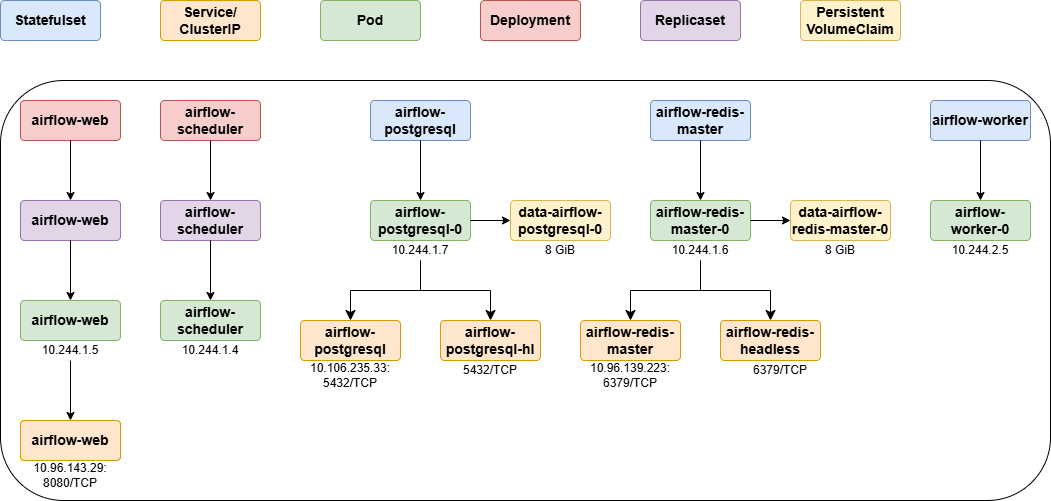 Statefulset
Service/
ClusterIP
Pod
Deployment
Replicaset
Persistent
VolumeClaim
airflow-web
airflow-
scheduler
airflow-
postgresql
airflow-redis-
master
airflow-worker
airflow-web
airflow-
scheduler
airflow-
postgresql-0
10.244.1.7
data-airflow-
postgresql-0
8 GiB
airflow-redis-
master-0
10.244.1.6
data-airflow-
redis-master-0
8 GiB
airflow-
worker-0
10.244.2.5
airflow-web
10.244.1.5
airflow-
scheduler
10.244.1.4
airflow-
postgresql
10.106.235.33:
5432/TCP
airflow-
postgresql-hl
5432/TCP
airflow-redis-
master
10.96.139.223:
6379/TCP
airflow-redis-
headless
6379/TCP
airflow-web
10.96.143.29:
8080/TCP